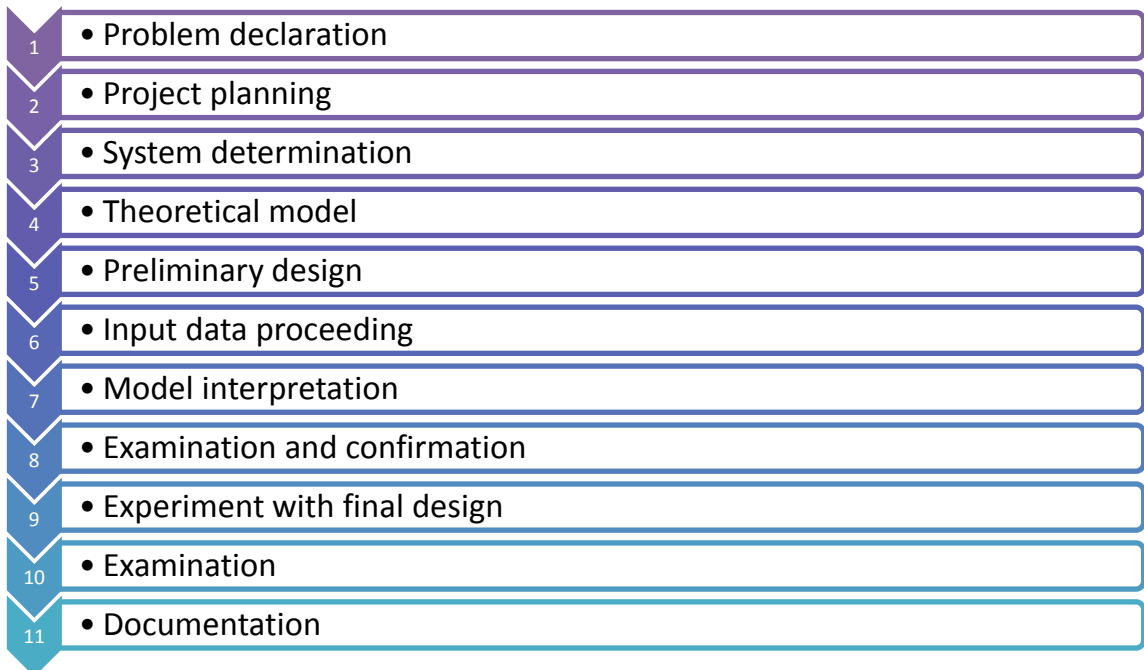 1 • Problem declaration
2 • Project planning
3 • System determination
4 • Theoretical model
5 • Preliminary design
6 • Input data proceeding
7 • Model interpretation
8 • Examination and confirmation
9 • Experiment with final design
10 • Examination
11 • Documentation